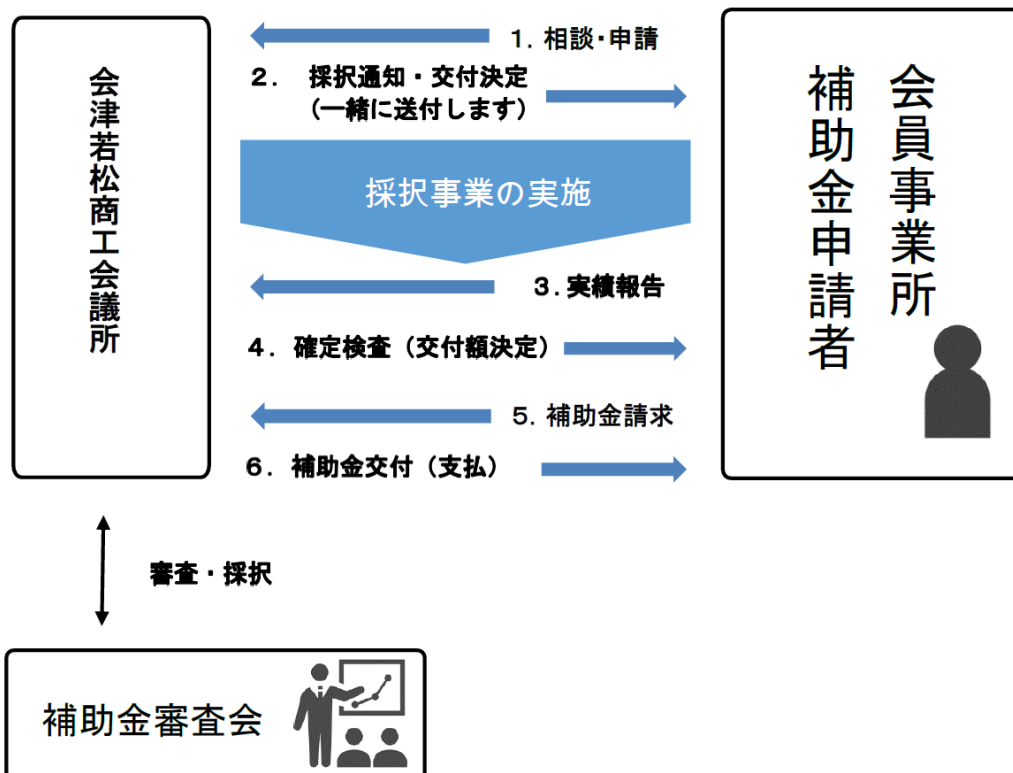 会津若松商工会議所
1. 相談・申請
2. 採択通知・交付決定
(一緒に送付します)
採択事業の実施
3. 実績報告
4. 確定検査(交付額決定)
5. 補助金請求
6. 補助金交付(支払)
会員事業所
補助金申請者
審査・採択
補助金審査会